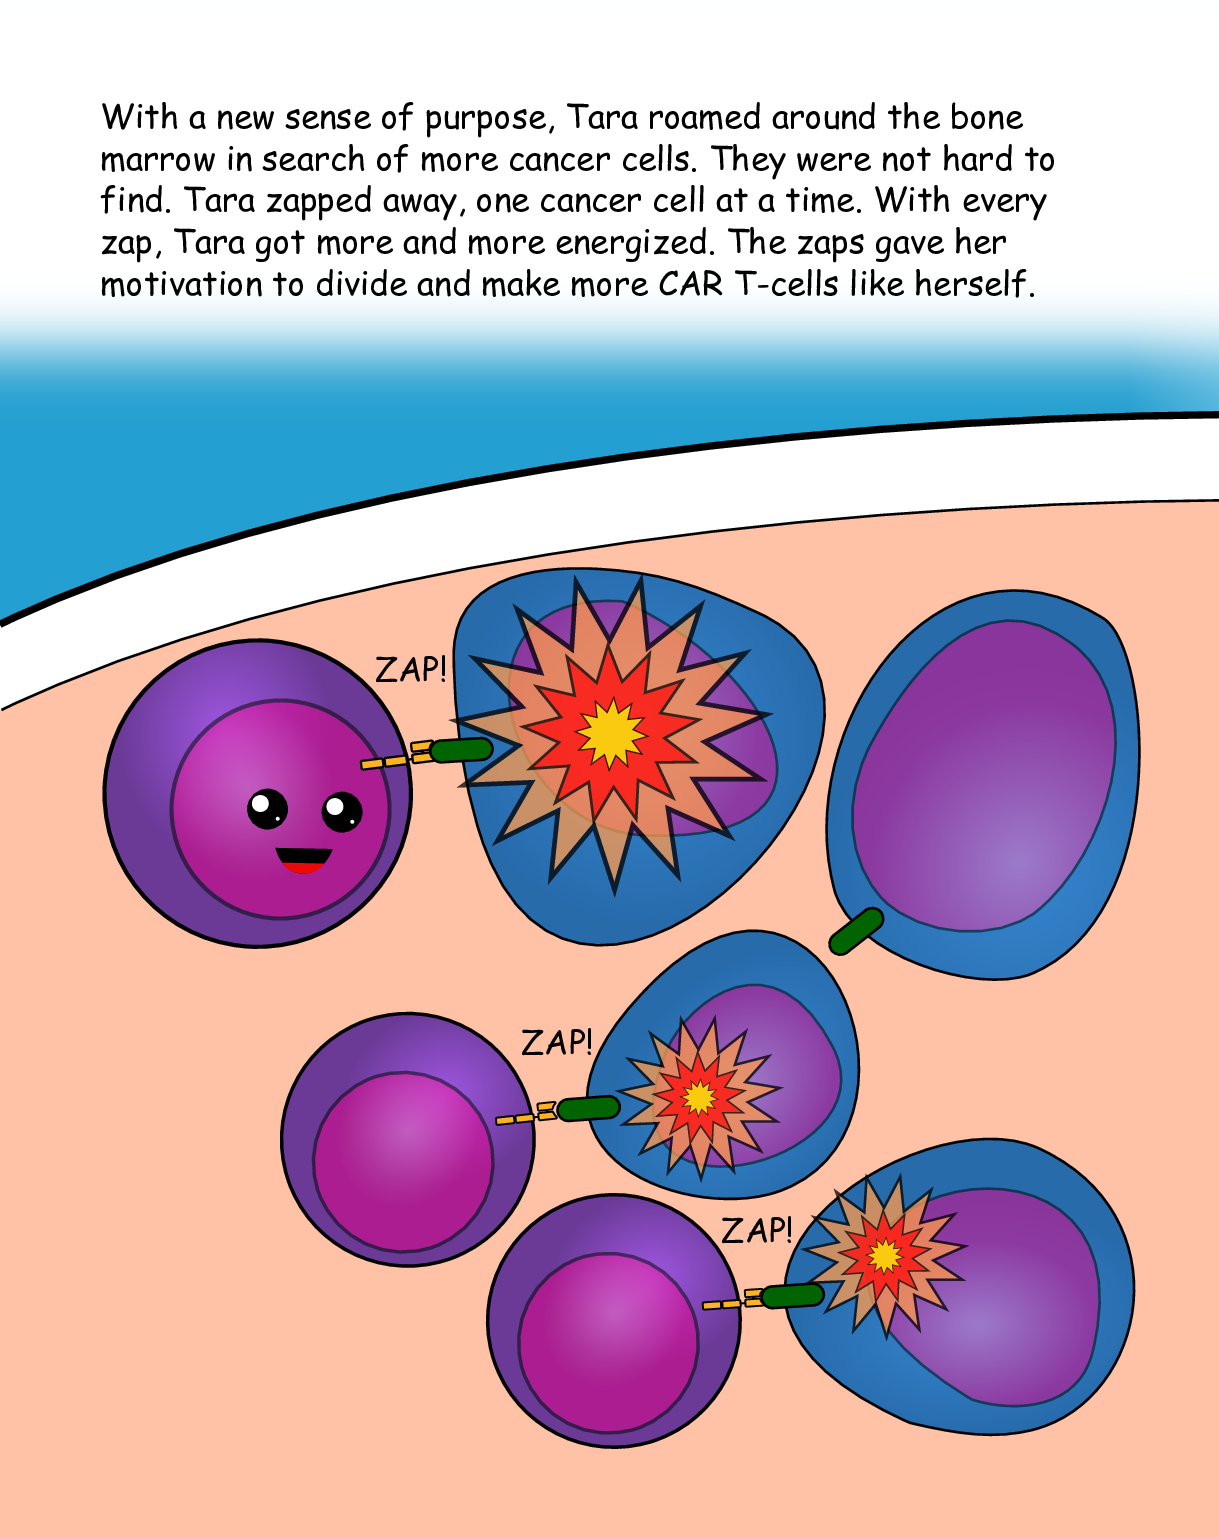 With a new sense of purpose, Tara roamed around the bone
marrow in search of more cancer cells. They were not hard to
find. Tara zapped away, one cancer cell at a time. With every
zap, Tara got more and more energized. The zaps gave her
motivation to divide and make more CAR T-cells like herself.
ZAP!
ZAP!
ZAP!